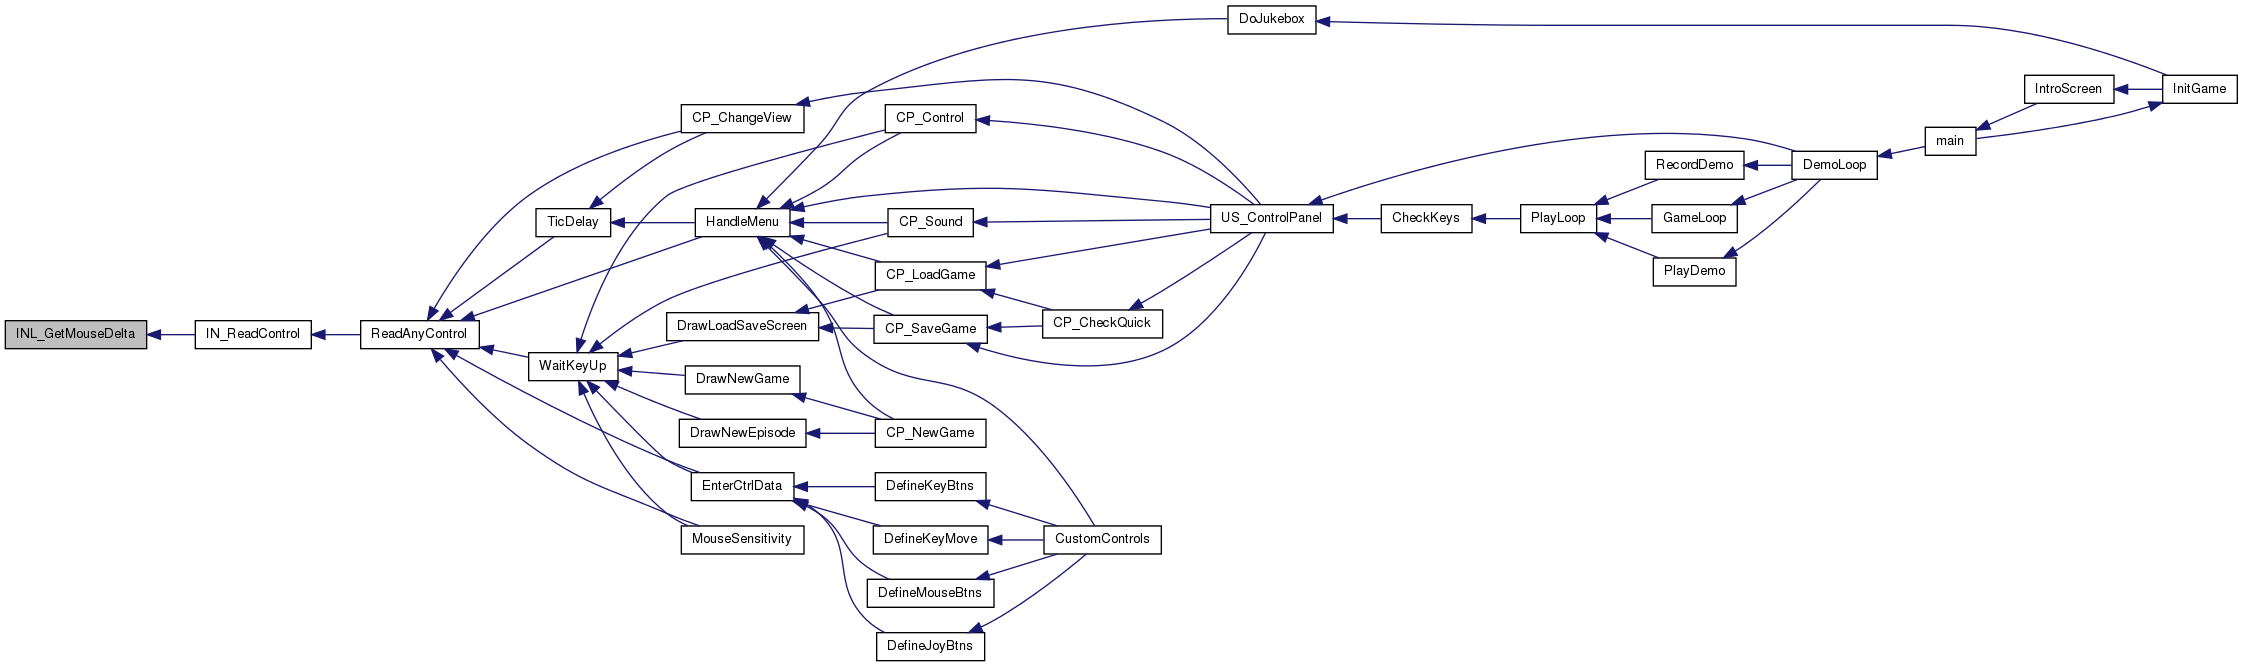 DoJukebox
IntroScreen
InitGame
CP_ChangeView
CP_Control
main
RecordDemo
DemoLoop
TicDelay
HandleMenu
CP_Sound
US_ControlPanel
CheckKeys
PlayLoop
GameLoop
CP_LoadGame
PlayDemo
INL_GetMouseDelta
IN_ReadControl
ReadAnyControl
DrawLoadSaveScreen
CP_SaveGame
CP_CheckQuick
WaitKeyUp
DrawNewGame
DrawNewEpisode
CP_NewGame
EnterCtrlData
DefineKeyBtns
MouseSensitivity
DefineKeyMove
CustomControls
DefineMouseBtns
DefineJoyBtns